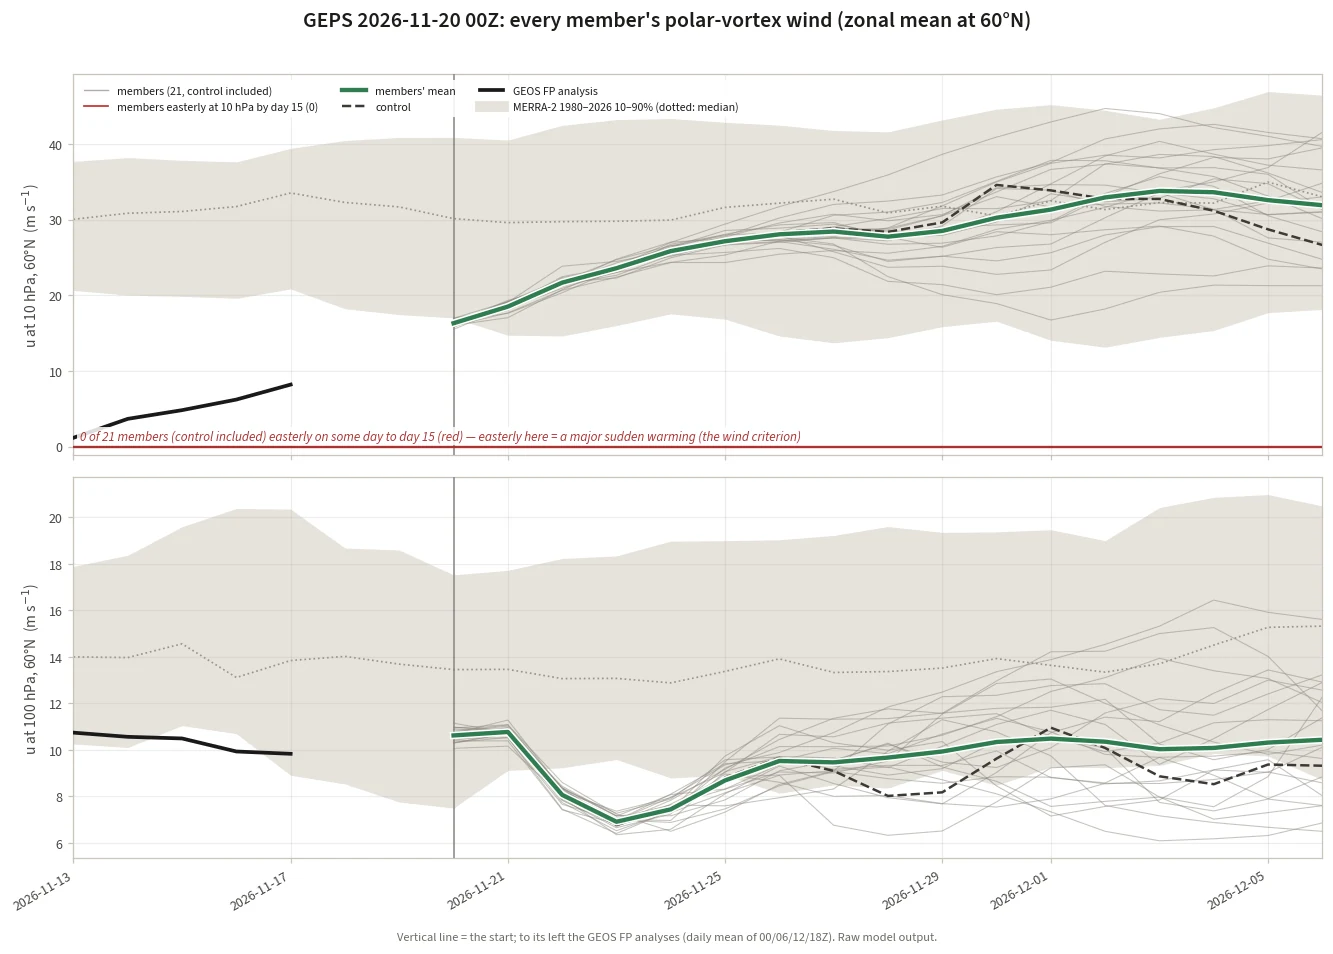 GEPS 2026-11-20 00Z: every member's polar-vortex wind (zonal mean at 60°N)
members (21, control included)
members easterly at 10 hPa by day 15 (0)
members' mean
control
GEOS FP analysis
MERRA-2 1980–2026 10–90% (dotted: median)
u at 10 hPa, 60°N (m s⁻¹)
40
30
20
10
0
0 of 21 members (control included) easterly on some day to day 15 (red) — easterly here = a major sudden warming (the wind criterion)
u at 100 hPa, 60°N (m s⁻¹)
20
18
16
14
12
10
8
6
2026-11-13
2026-11-17
2026-11-21
2026-11-25
2026-11-29
2026-12-01
2026-12-05
Vertical line = the start; to its left the GEOS FP analyses (daily mean of 00/06/12/18Z). Raw model output.